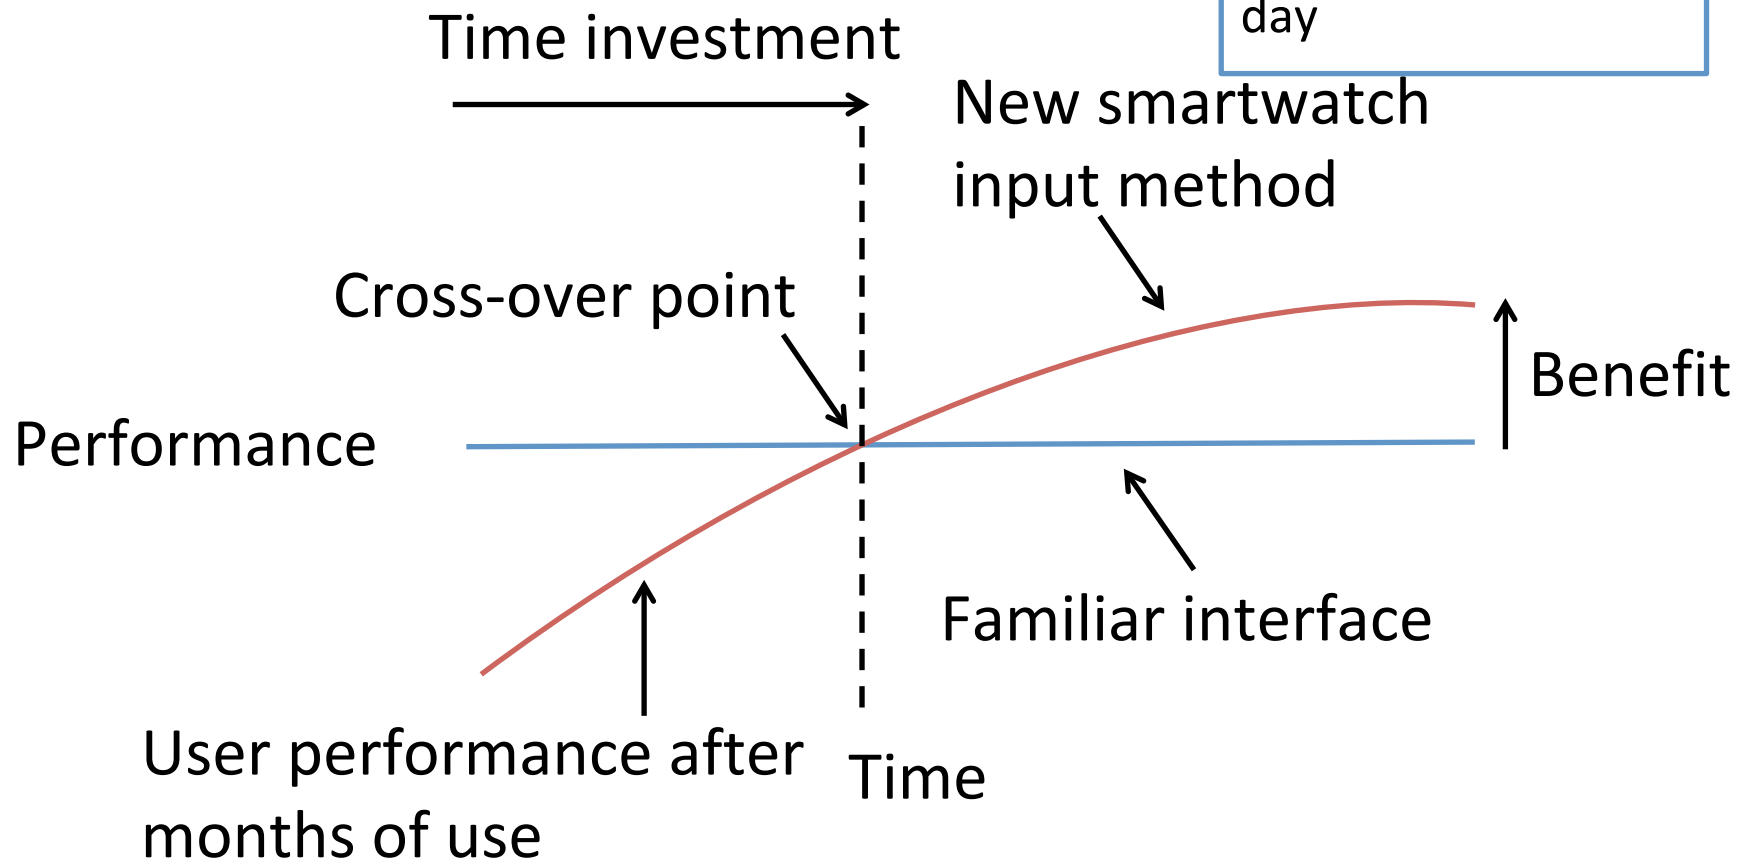 day
Time investment
New smartwatch
input method
Cross-over point
Benefit
Performance
Familiar interface
User performance after
months of use
Time